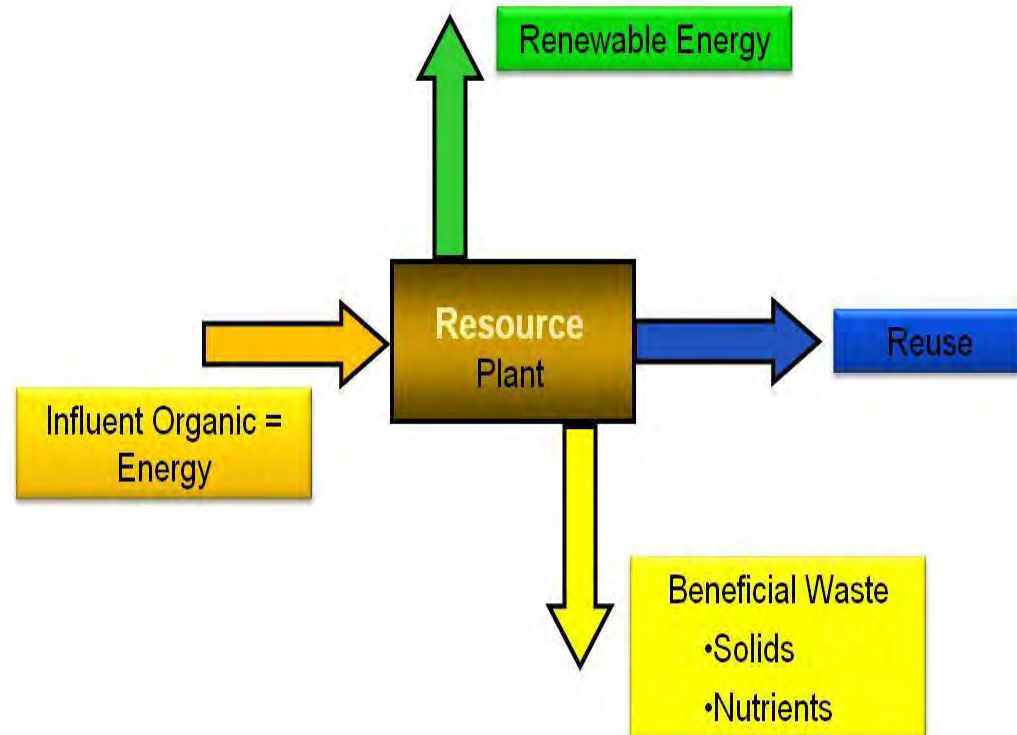 Renewable Energy
Resource
Plant
Reuse
Influent Organic =
Energy
Beneficial Waste
•Solids
•Nutrients